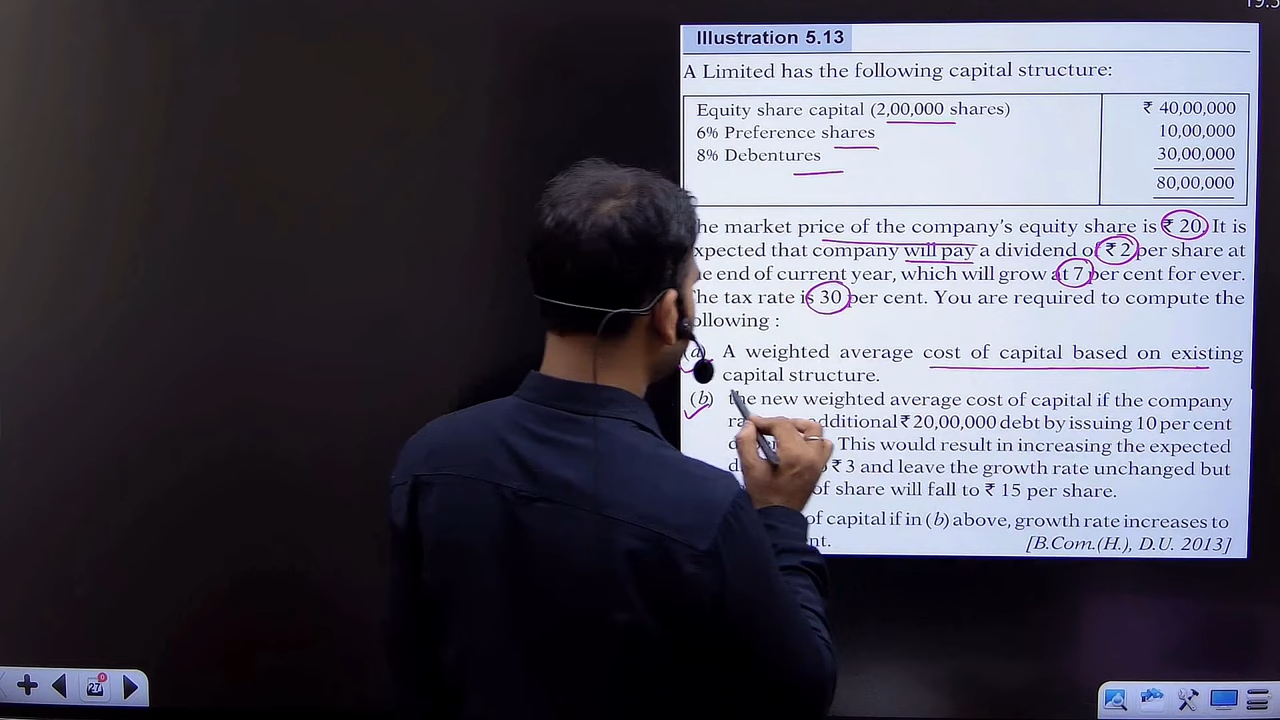 19.5
Illustration 5.13
A Limited has the following capital structure:
Equity share capital (2,00,000 shares) ₹ 40,00,000
6% Preference shares 10,00,000
8% Debentures 30,00,000
80,00,000
he market price of the company's equity share is ₹ 20. It is
xpected that company will pay a dividend of ₹ 2 per share at
e end of current year, which will grow at 7 per cent for ever.
he tax rate is 30 per cent. You are required to compute the
ollowing :
(a) A weighted average cost of capital based on existing
capital structure.
(b) the new weighted average cost of capital if the company
dditional ₹ 20,00,000 debt by issuing 10 per cent
This would result in increasing the expected
₹ 3 and leave the growth rate unchanged but
of share will fall to ₹ 15 per share.
of capital if in (b) above, growth rate increases to
nt. [B.Com.(H.), D.U. 2013]
27
0